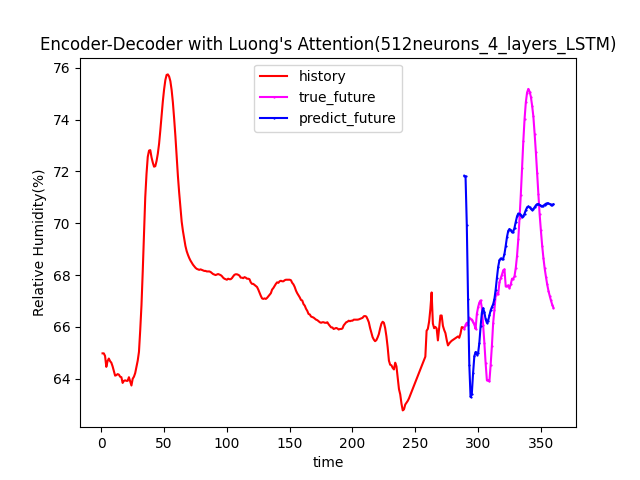 Encoder-Decoder with Luong's Attention(512neurons_4_layers_LSTM)
history
true_future
predict_future
Relative Humidity(%)
76
74
72
70
68
66
64
0 50 100 150 200 250 300 350
time